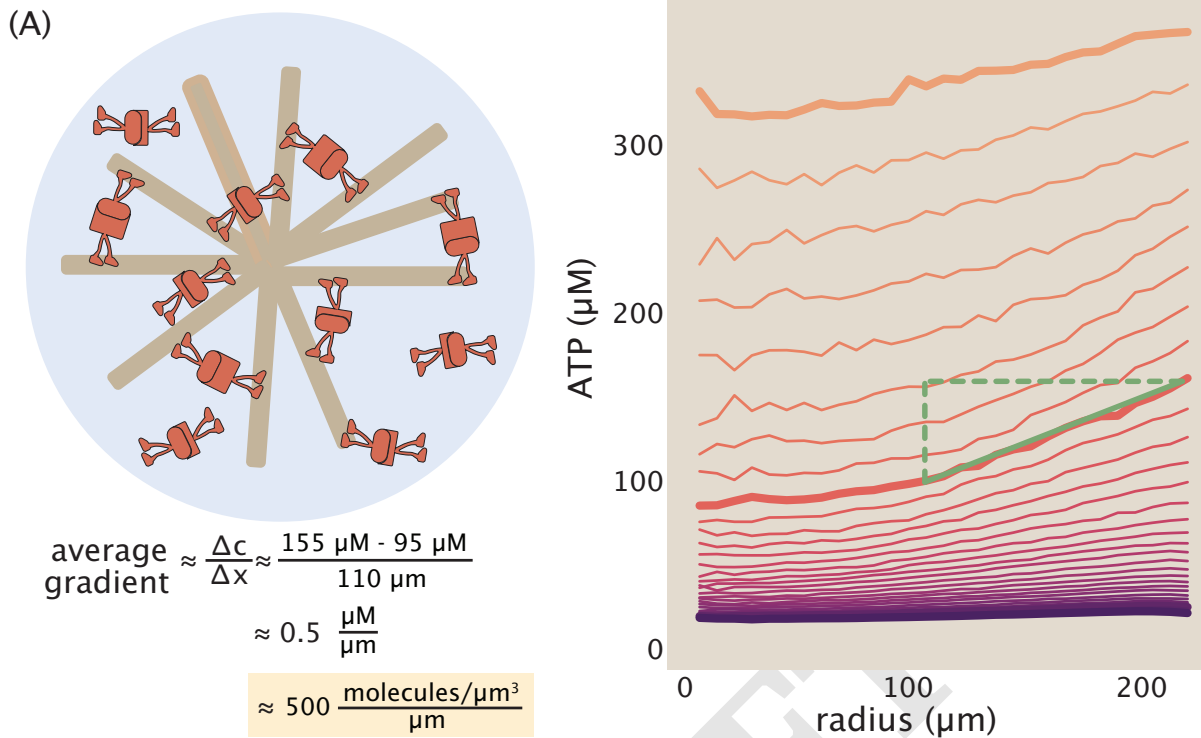 (A)
average gradient ≈ Δc/Δx ≈ 155 µM - 95 µM / 110 µm
≈ 0.5 µM/µm
≈ 500 molecules/µm³ / µm
ATP (µM)
300
200
100
0
0 100 200
radius (µm)